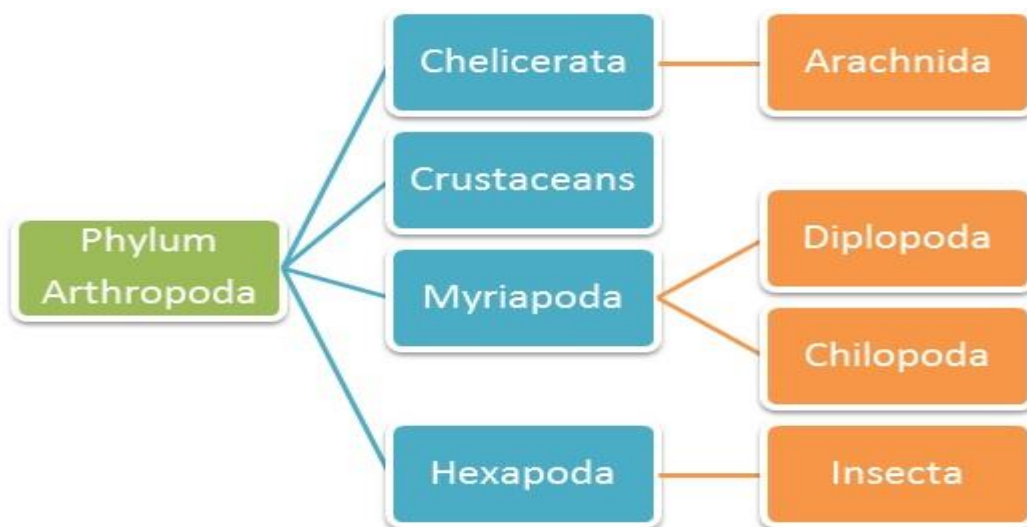 Phylum
Arthropoda
Chelicerata
Arachnida
Crustaceans
Myriapoda
Diplopoda
Chilopoda
Hexapoda
Insecta